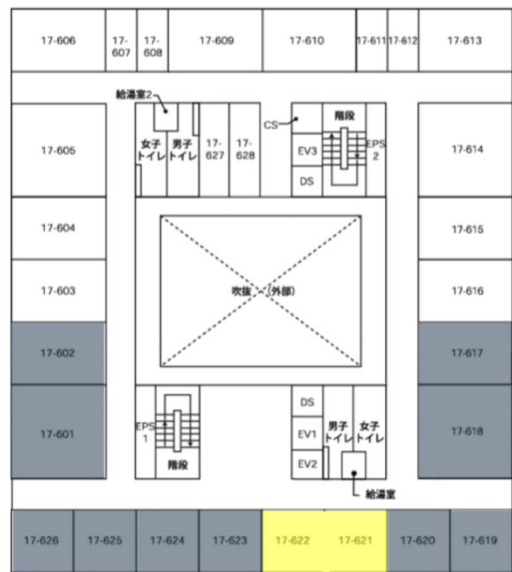 17-606
17-
607
17-
608
17-609
17-610
17-611
17-612
17-613
給湯室2
CS
階段
女子
トイレ
男子
トイレ
17-
627
17-
628
EV3
DS
EPS
2
17-605
17-614
17-604
17-615
17-603
17-616
吹抜 (外部)
17-602
17-617
17-601
17-618
EPS
1
階段
DS
EV1
EV2
男子
トイレ
女子
トイレ
給湯室
17-626
17-625
17-624
17-623
17-622
17-621
17-620
17-619